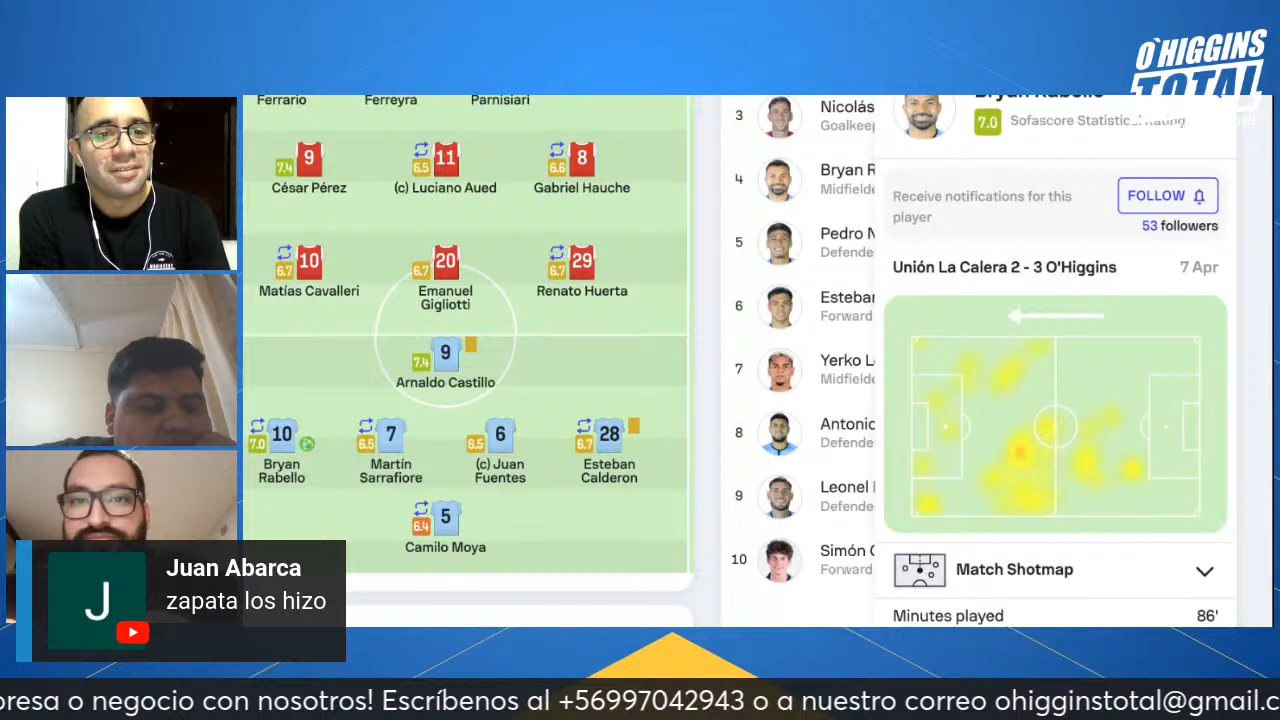 O'HIGGINS
TOTAL
Ferrario
Ferreyra
Parnisiari
9
7.4
César Pérez
11
6.5
(c) Luciano Aued
8
6.6
Gabriel Hauche
10
6.7
Matías Cavalleri
20
6.7
Emanuel
Gigliotti
29
6.7
Renato Huerta
9
7.4
Arnaldo Castillo
10
7.0
Bryan
Rabello
7
6.5
Martín
Sarrafiore
6
6.5
(c) Juan
Fuentes
28
6.7
Esteban
Calderon
5
6.4
Camilo Moya
3
Nicolás
Goalkeep
4
Bryan R
Midfielde
5
Pedro N
Defende
6
Esteban
Forward
7
Yerko L
Midfielde
8
Antonio
Defende
9
Leonel
Defende
10
Simón
Forward
Bryan Rabello
7.0
Sofascore Statistical Rating
Receive notifications for this
player
FOLLOW
53 followers
Unión La Calera 2 - 3 O'Higgins
7 Apr
Match Shotmap
Minutes played
86'
J
Juan Abarca
zapata los hizo
presa o negocio con nosotros! Escríbenos al +56997042943 o a nuestro correo ohigginstotal@gmail.c